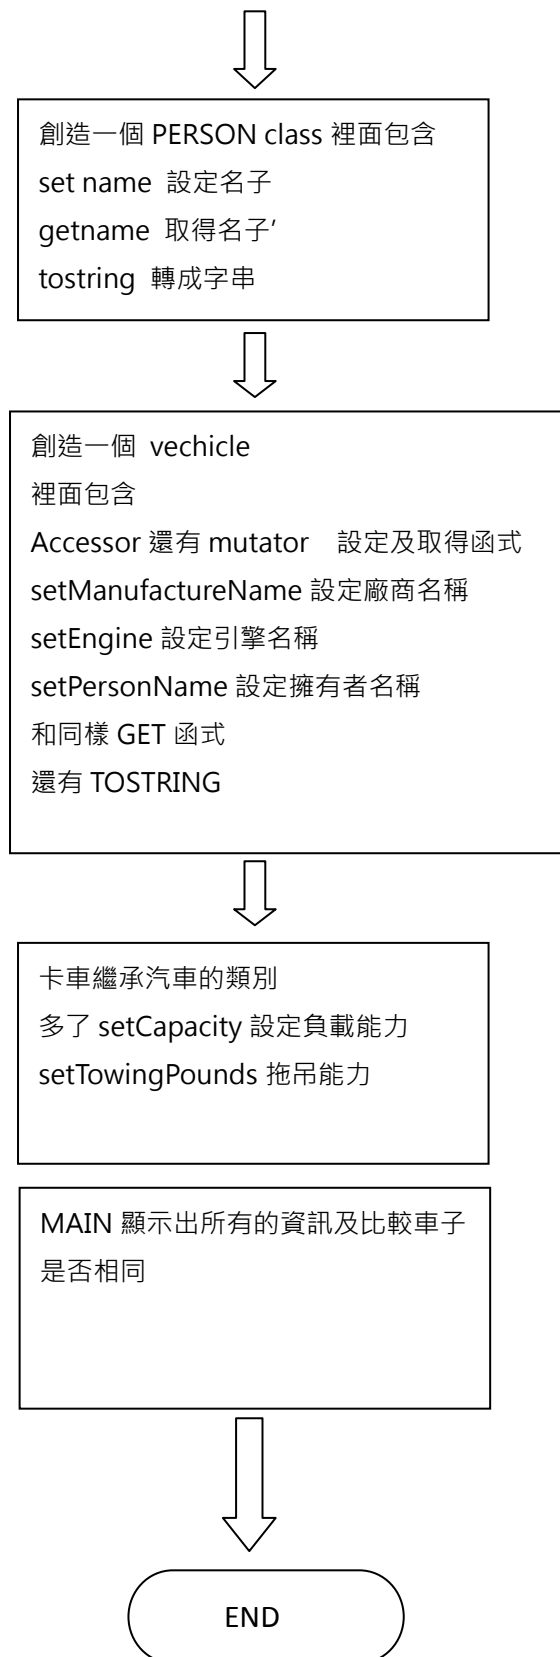 創造一個 PERSON class 裡面包含
set name 設定名子
getname 取得名子’
tostring 轉成字串
創造一個 vechicle
裡面包含
Accessor 還有 mutator 設定及取得函式
setManufactureName 設定廠商名稱
setEngine 設定引擎名稱
setPersonName 設定擁有者名稱
和同樣 GET 函式
還有 TOSTRING
卡車繼承汽車的類別
多了 setCapacity 設定負載能力
setTowingPounds 拖吊能力
MAIN 顯示出所有的資訊及比較車子
是否相同
END